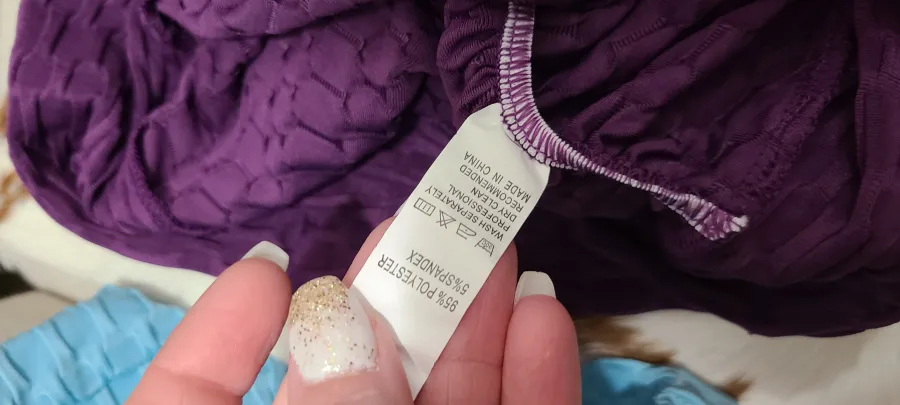 95% POLYESTER
5%SPANDEX
WASH SEPARATELY
PROFESSIONAL
DRY CLEAN
RECOMMENDED
MADE IN CHINA